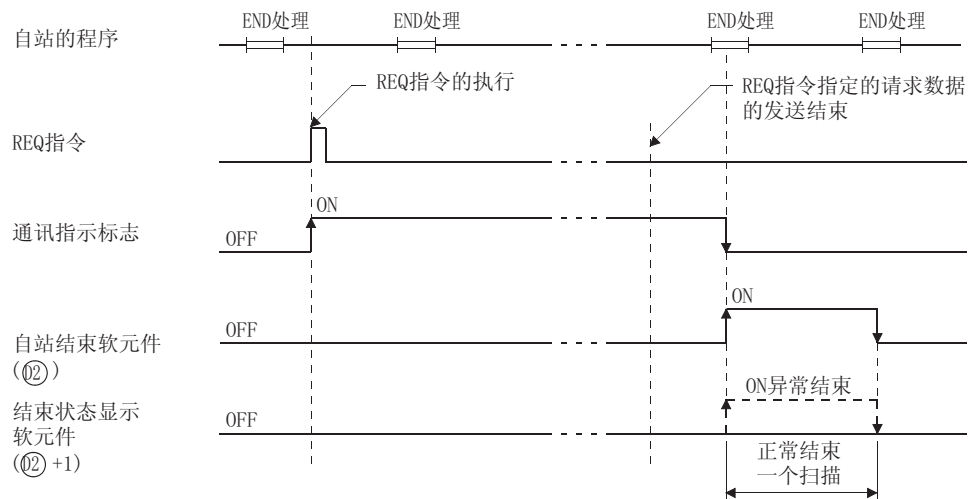 END处理 END处理 END处理 END处理
自站的程序
REQ指令的执行
REQ指令指定的请求数据
的发送结束
REQ指令
ON
通讯指示标志
OFF
ON
OFF
自站结束软元件
(D2)
ON异常结束
结束状态显示
OFF
软元件
(D2+1)
正常结束
一个扫描